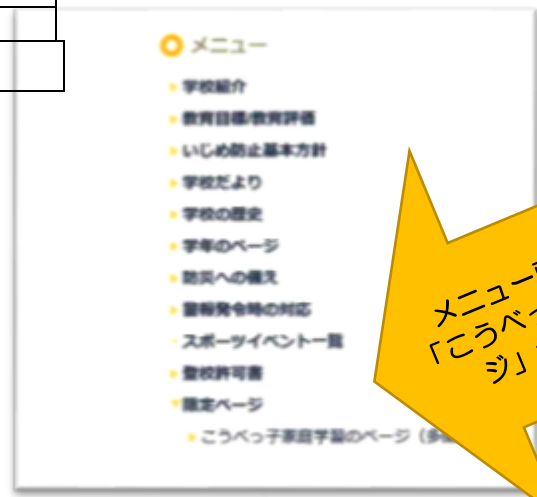 メニュー
学校紹介
教育目標/教育評価
いじめ防止基本方針
学校だより
学校の歴史
学年のページ
防災への備え
警報発令時の対応
スポーツイベント一覧
登校許可書
限定ページ
こうべっ子家庭学習のページ（多
メニュー
「こうべっ
ジ」